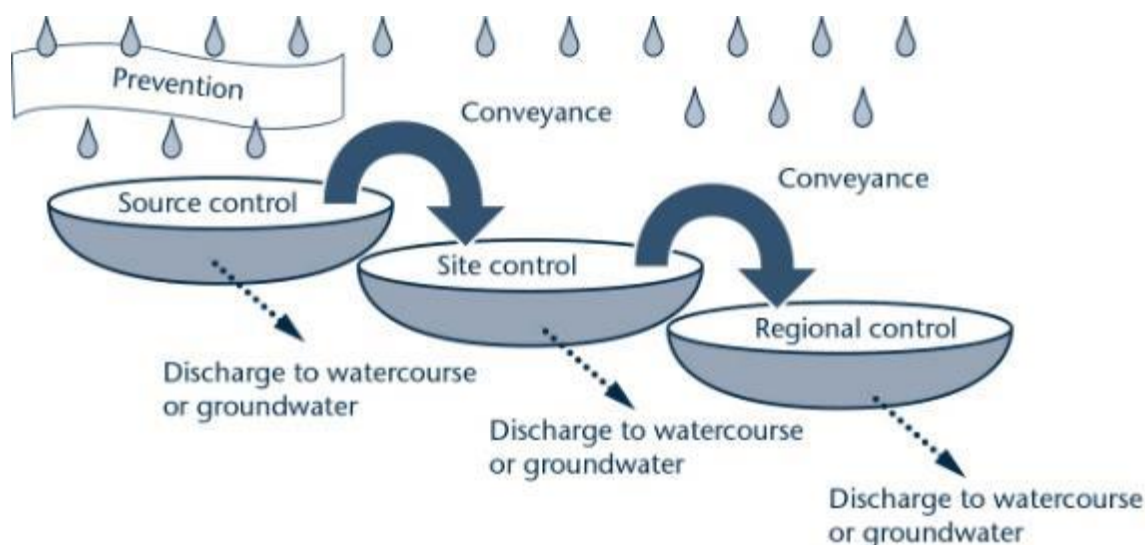 Prevention
Conveyance
Conveyance
Source control
Site control
Regional control
Discharge to watercourse
or groundwater
Discharge to watercourse
or groundwater
Discharge to watercourse
or groundwater